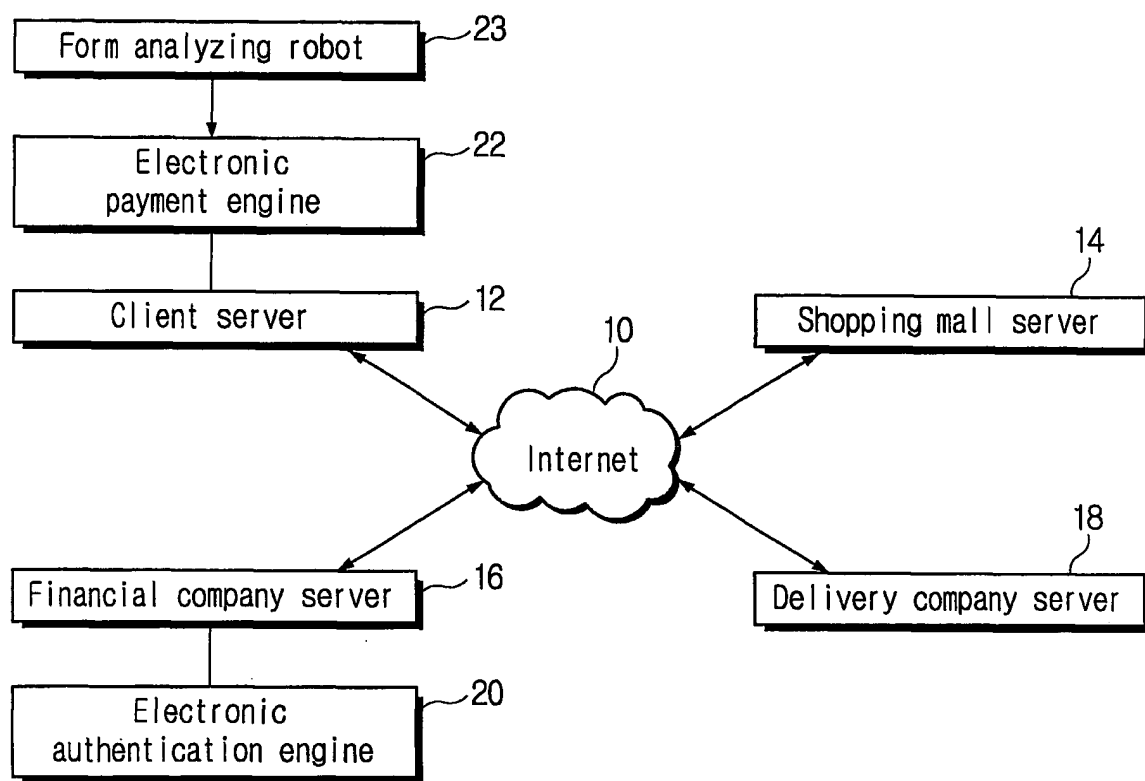 Form analyzing robot
23
Electronic
payment engine
22
Client server
12
10
Internet
14
Shopping mall server
Financial company server
16
18
Delivery company server
Electronic
authentication engine
20